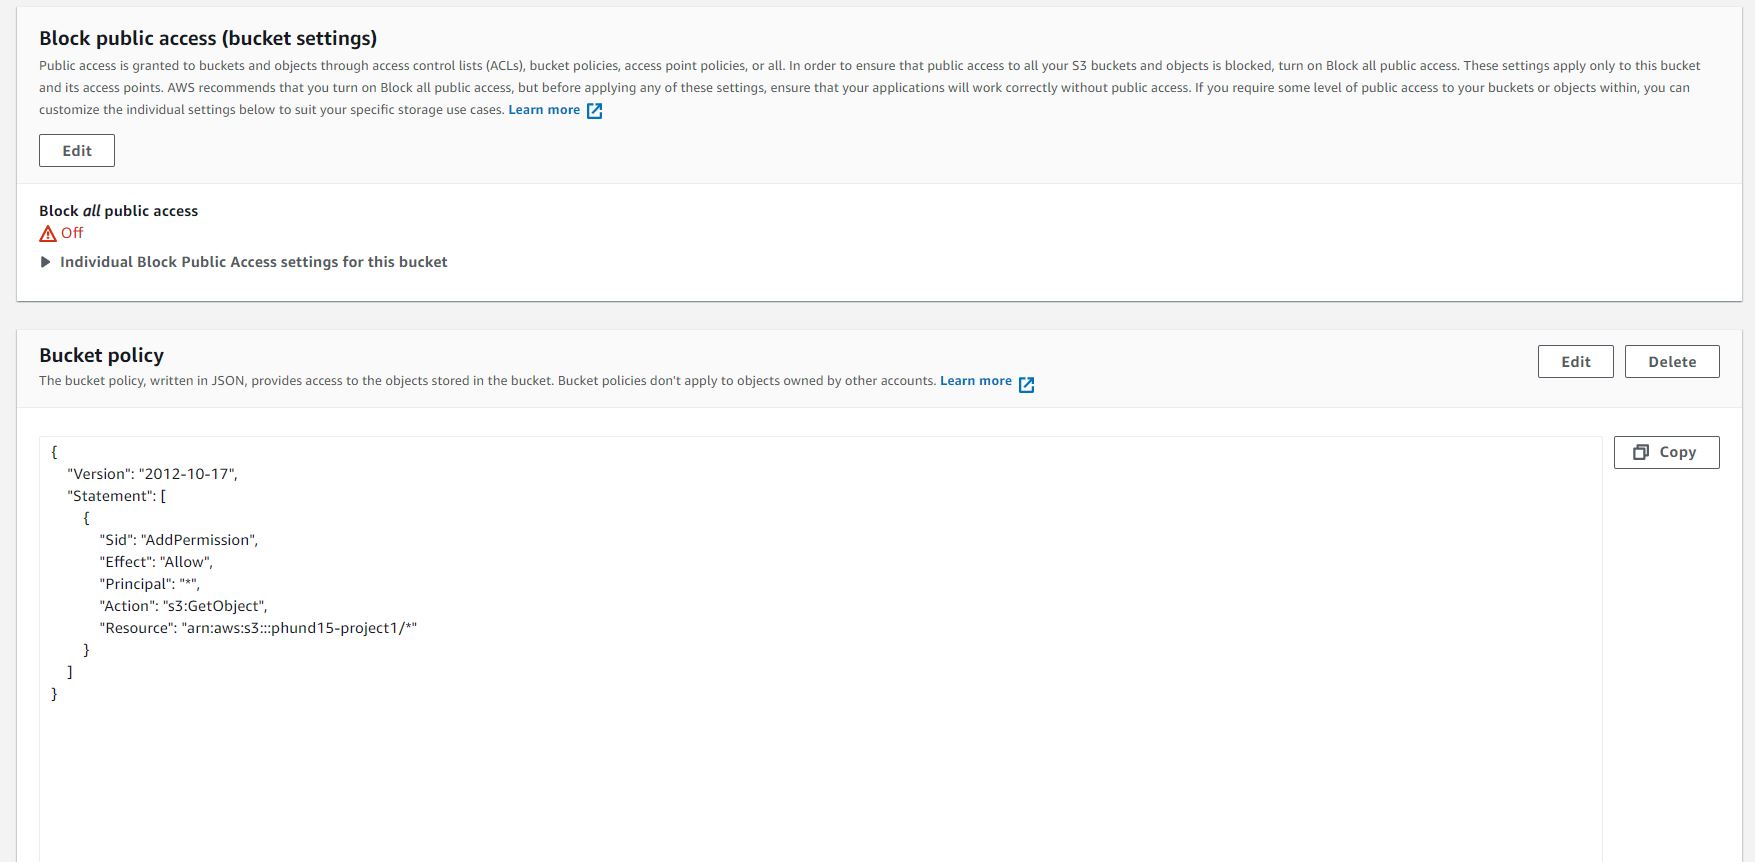 Block public access (bucket settings)
Public access is granted to buckets and objects through access control lists (ACLs), bucket policies, access point policies, or all. In order to ensure that public access to all your S3 buckets and objects is blocked, turn on Block all public access. These settings apply only to this bucket
and its access points. AWS recommends that you turn on Block all public access, but before applying any of these settings, ensure that your applications will work correctly without public access. If you require some level of public access to your buckets or objects within, you can
customize the individual settings below to suit your specific storage use cases. Learn more
Edit
Block all public access
Off
Individual Block Public Access settings for this bucket
Bucket policy
Edit
Delete
The bucket policy, written in JSON, provides access to the objects stored in the bucket. Bucket policies don't apply to objects owned by other accounts. Learn more
Copy
{
"Version": "2012-10-17",
"Statement": [
{
"Sid": "AddPermission",
"Effect": "Allow",
"Principal": "*",
"Action": "s3:GetObject",
"Resource": "arn:aws:s3:::phund15-project1/*"
}
]
}